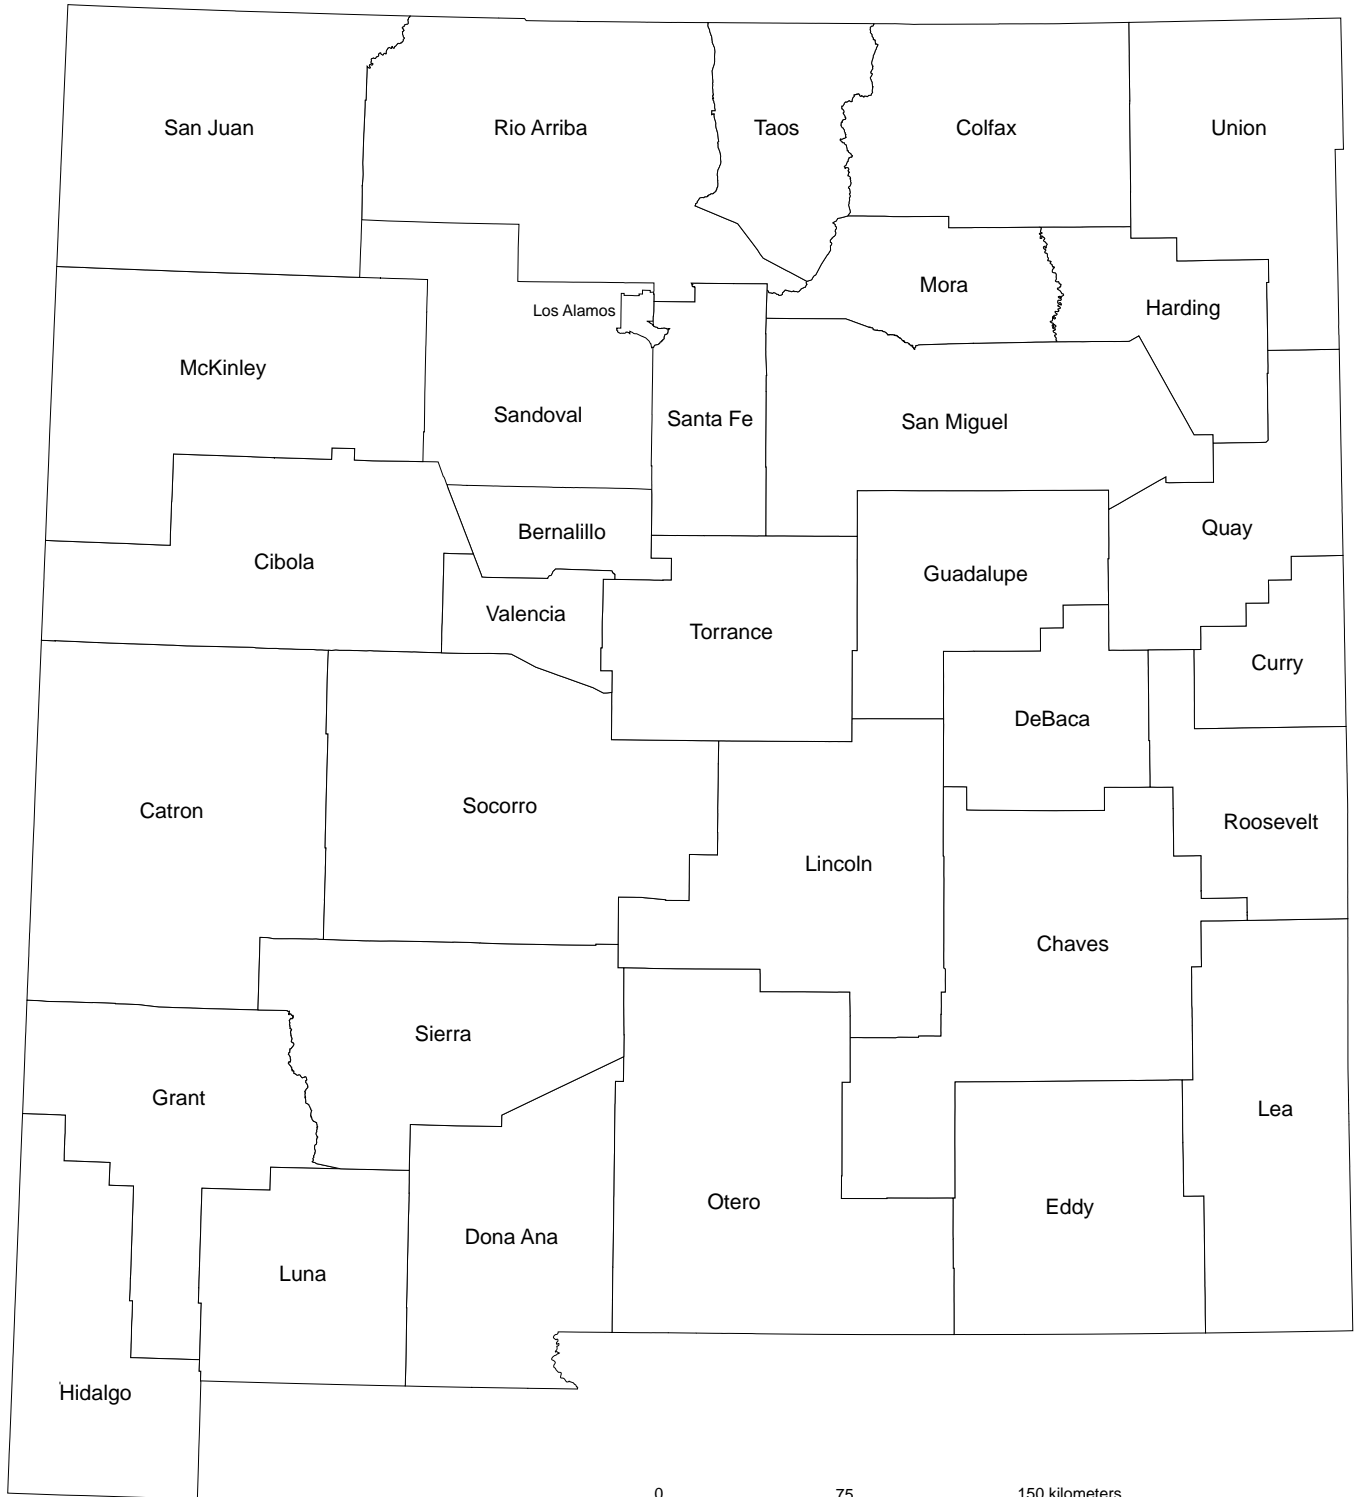 San Juan
Rio Arriba
Taos
Colfax
Union
Mora
Harding
Los Alamos
McKinley
Sandoval
Santa Fe
San Miguel
Bernalillo
Quay
Cibola
Guadalupe
Valencia
Torrance
Curry
DeBaca
Catron
Socorro
Roosevelt
Lincoln
Chaves
Sierra
Grant
Lea
Otero
Eddy
Dona Ana
Luna
Hidalgo
0 75 150 kilometers